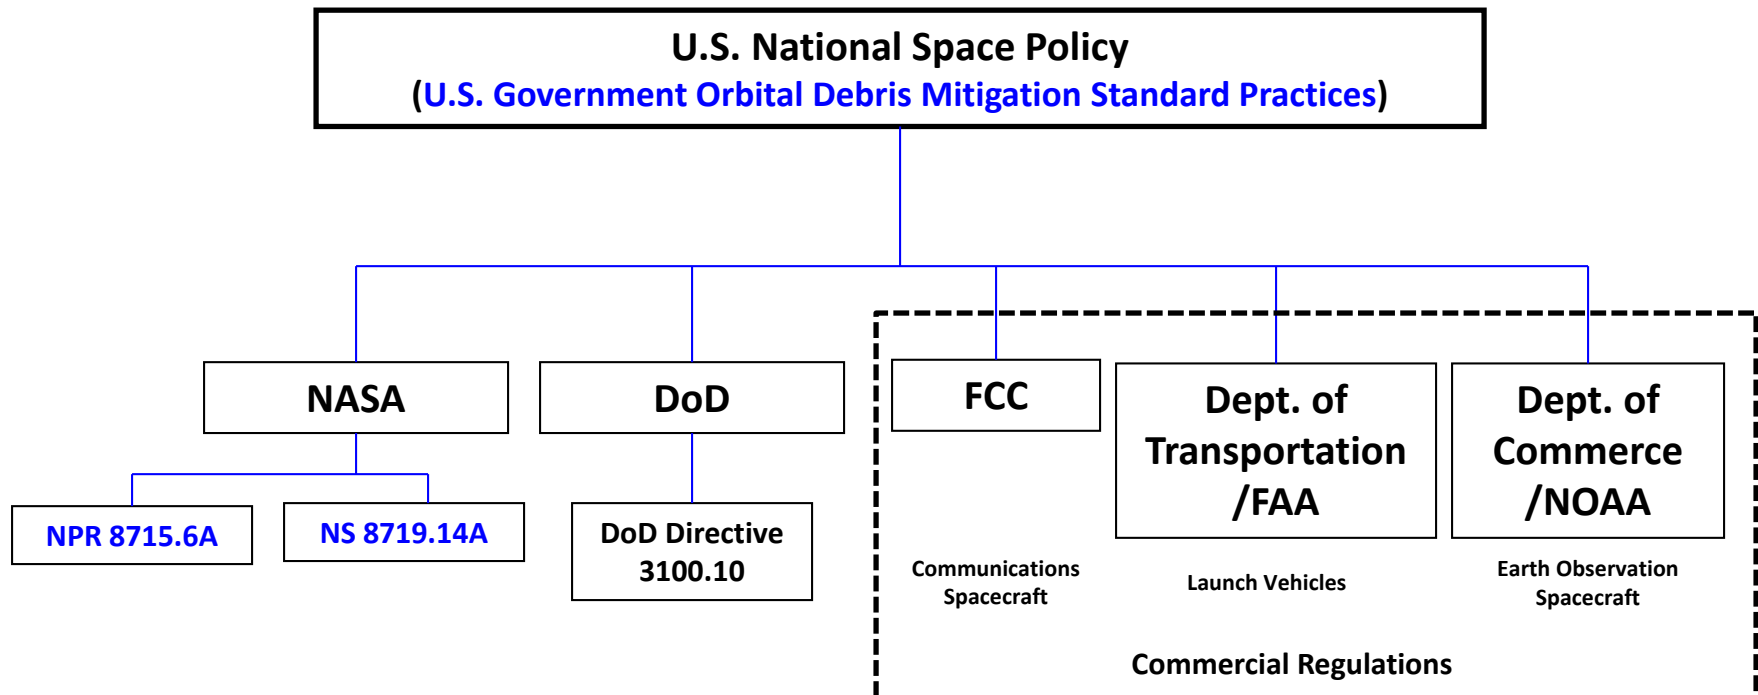 U.S. National Space Policy
(U.S. Government Orbital Debris Mitigation Standard Practices)
NASA
DoD
FCC
Dept. of
Transportation
/FAA
Dept. of
Commerce
/NOAA
NPR 8715.6A
NS 8719.14A
DoD Directive
3100.10
Communications
Spacecraft
Launch Vehicles
Earth Observation
Spacecraft
Commercial Regulations